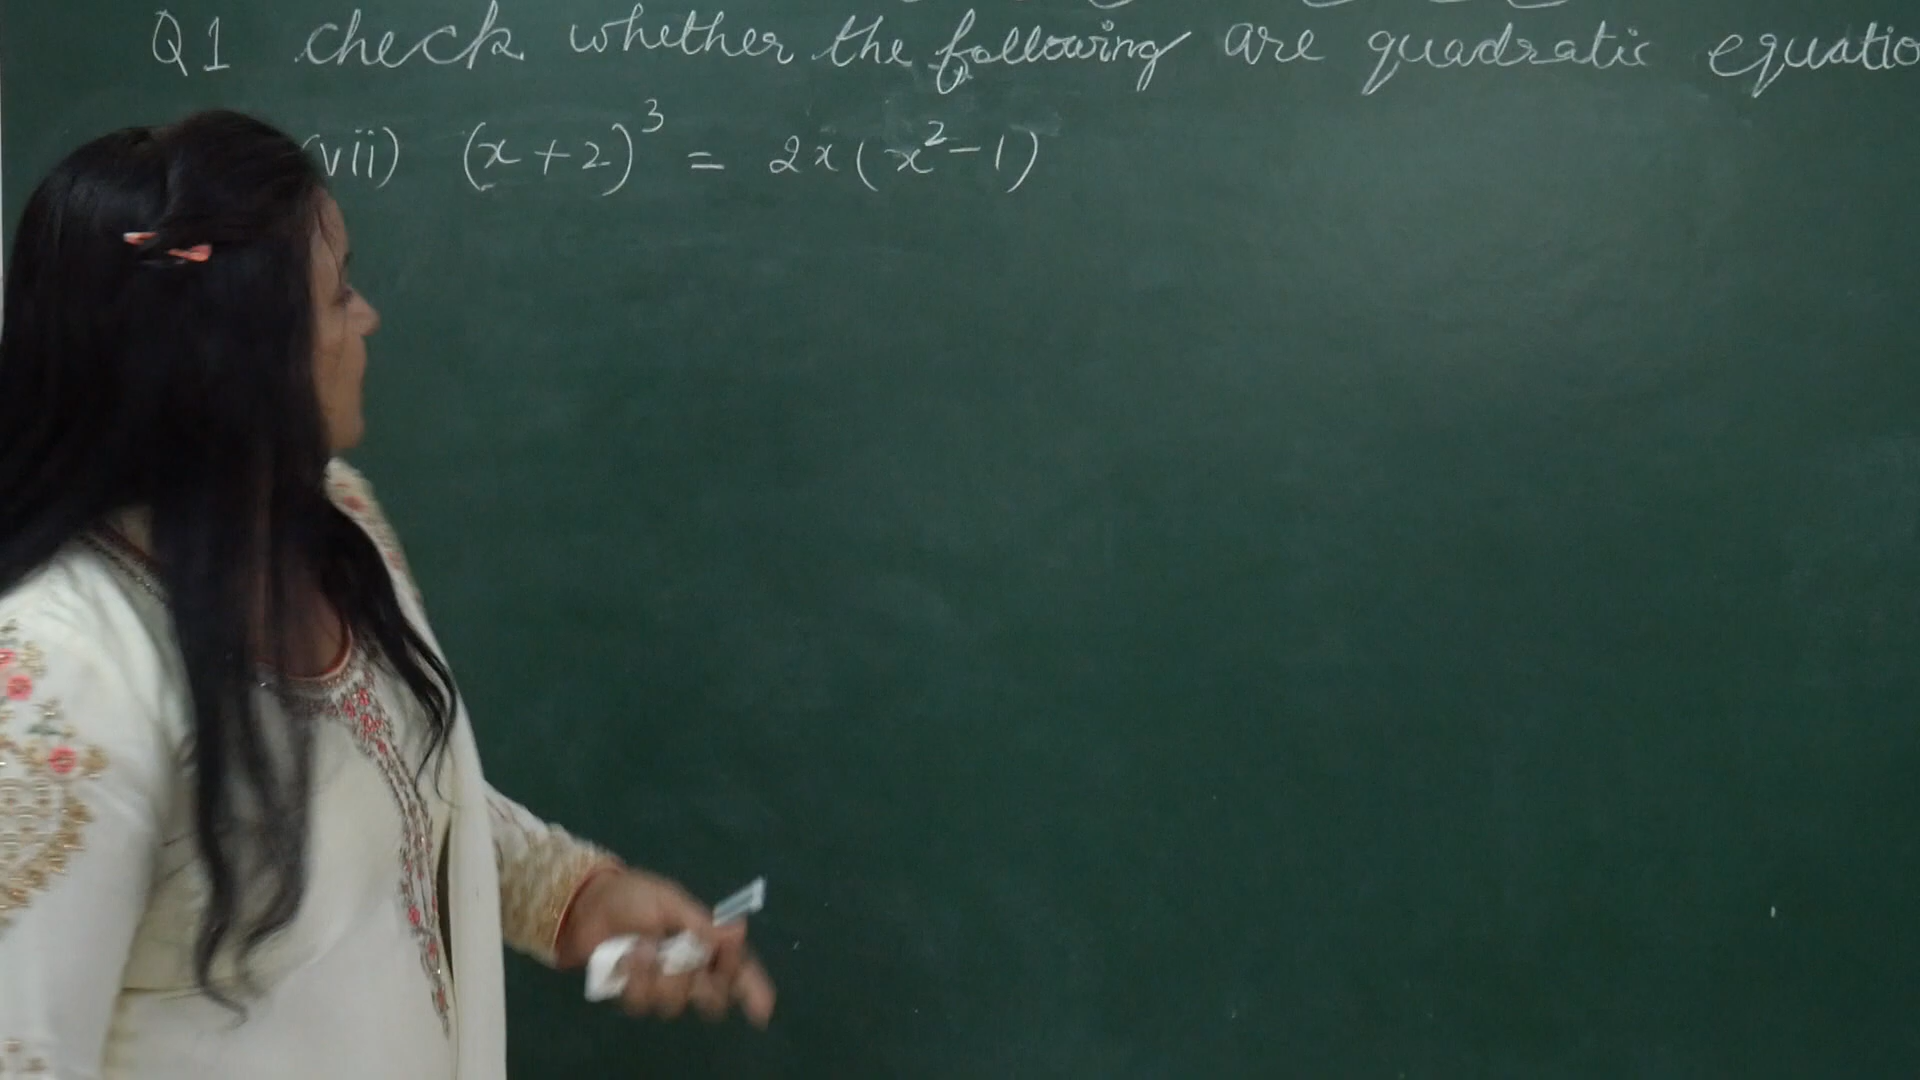 Q1 check whether the following are quadratic equatio
(vii) (x+2)³ = 2x(x²-1)